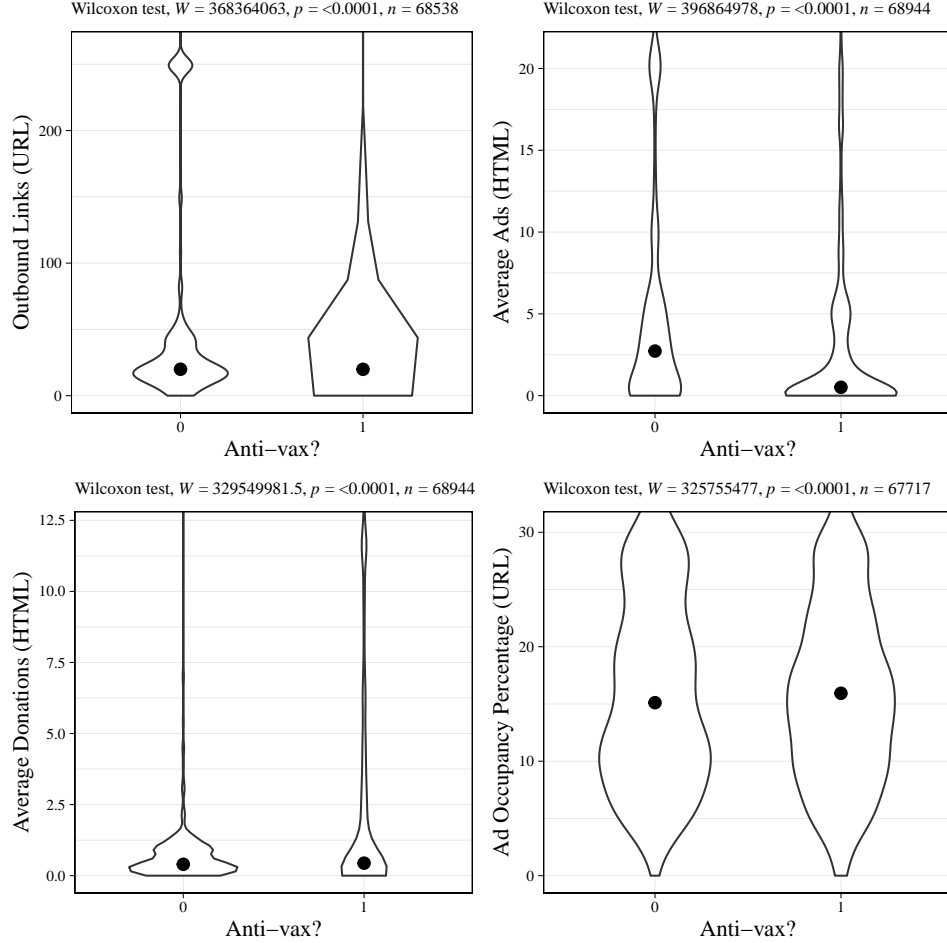 Wilcoxon test, W = 368364063, p = <0.0001, n = 68538
Outbound Links (URL)
200
100
0
0
1
Anti−vax?
Wilcoxon test, W = 396864978, p = <0.0001, n = 68944
Average Ads (HTML)
20
15
10
5
0
0
1
Anti−vax?
Wilcoxon test, W = 329549981.5, p = <0.0001, n = 68944
Average Donations (HTML)
12.5
10.0
7.5
5.0
2.5
0.0
0
1
Anti−vax?
Wilcoxon test, W = 325755477, p = <0.0001, n = 67717
Ad Occupancy Percentage (URL)
30
20
10
0
0
1
Anti−vax?